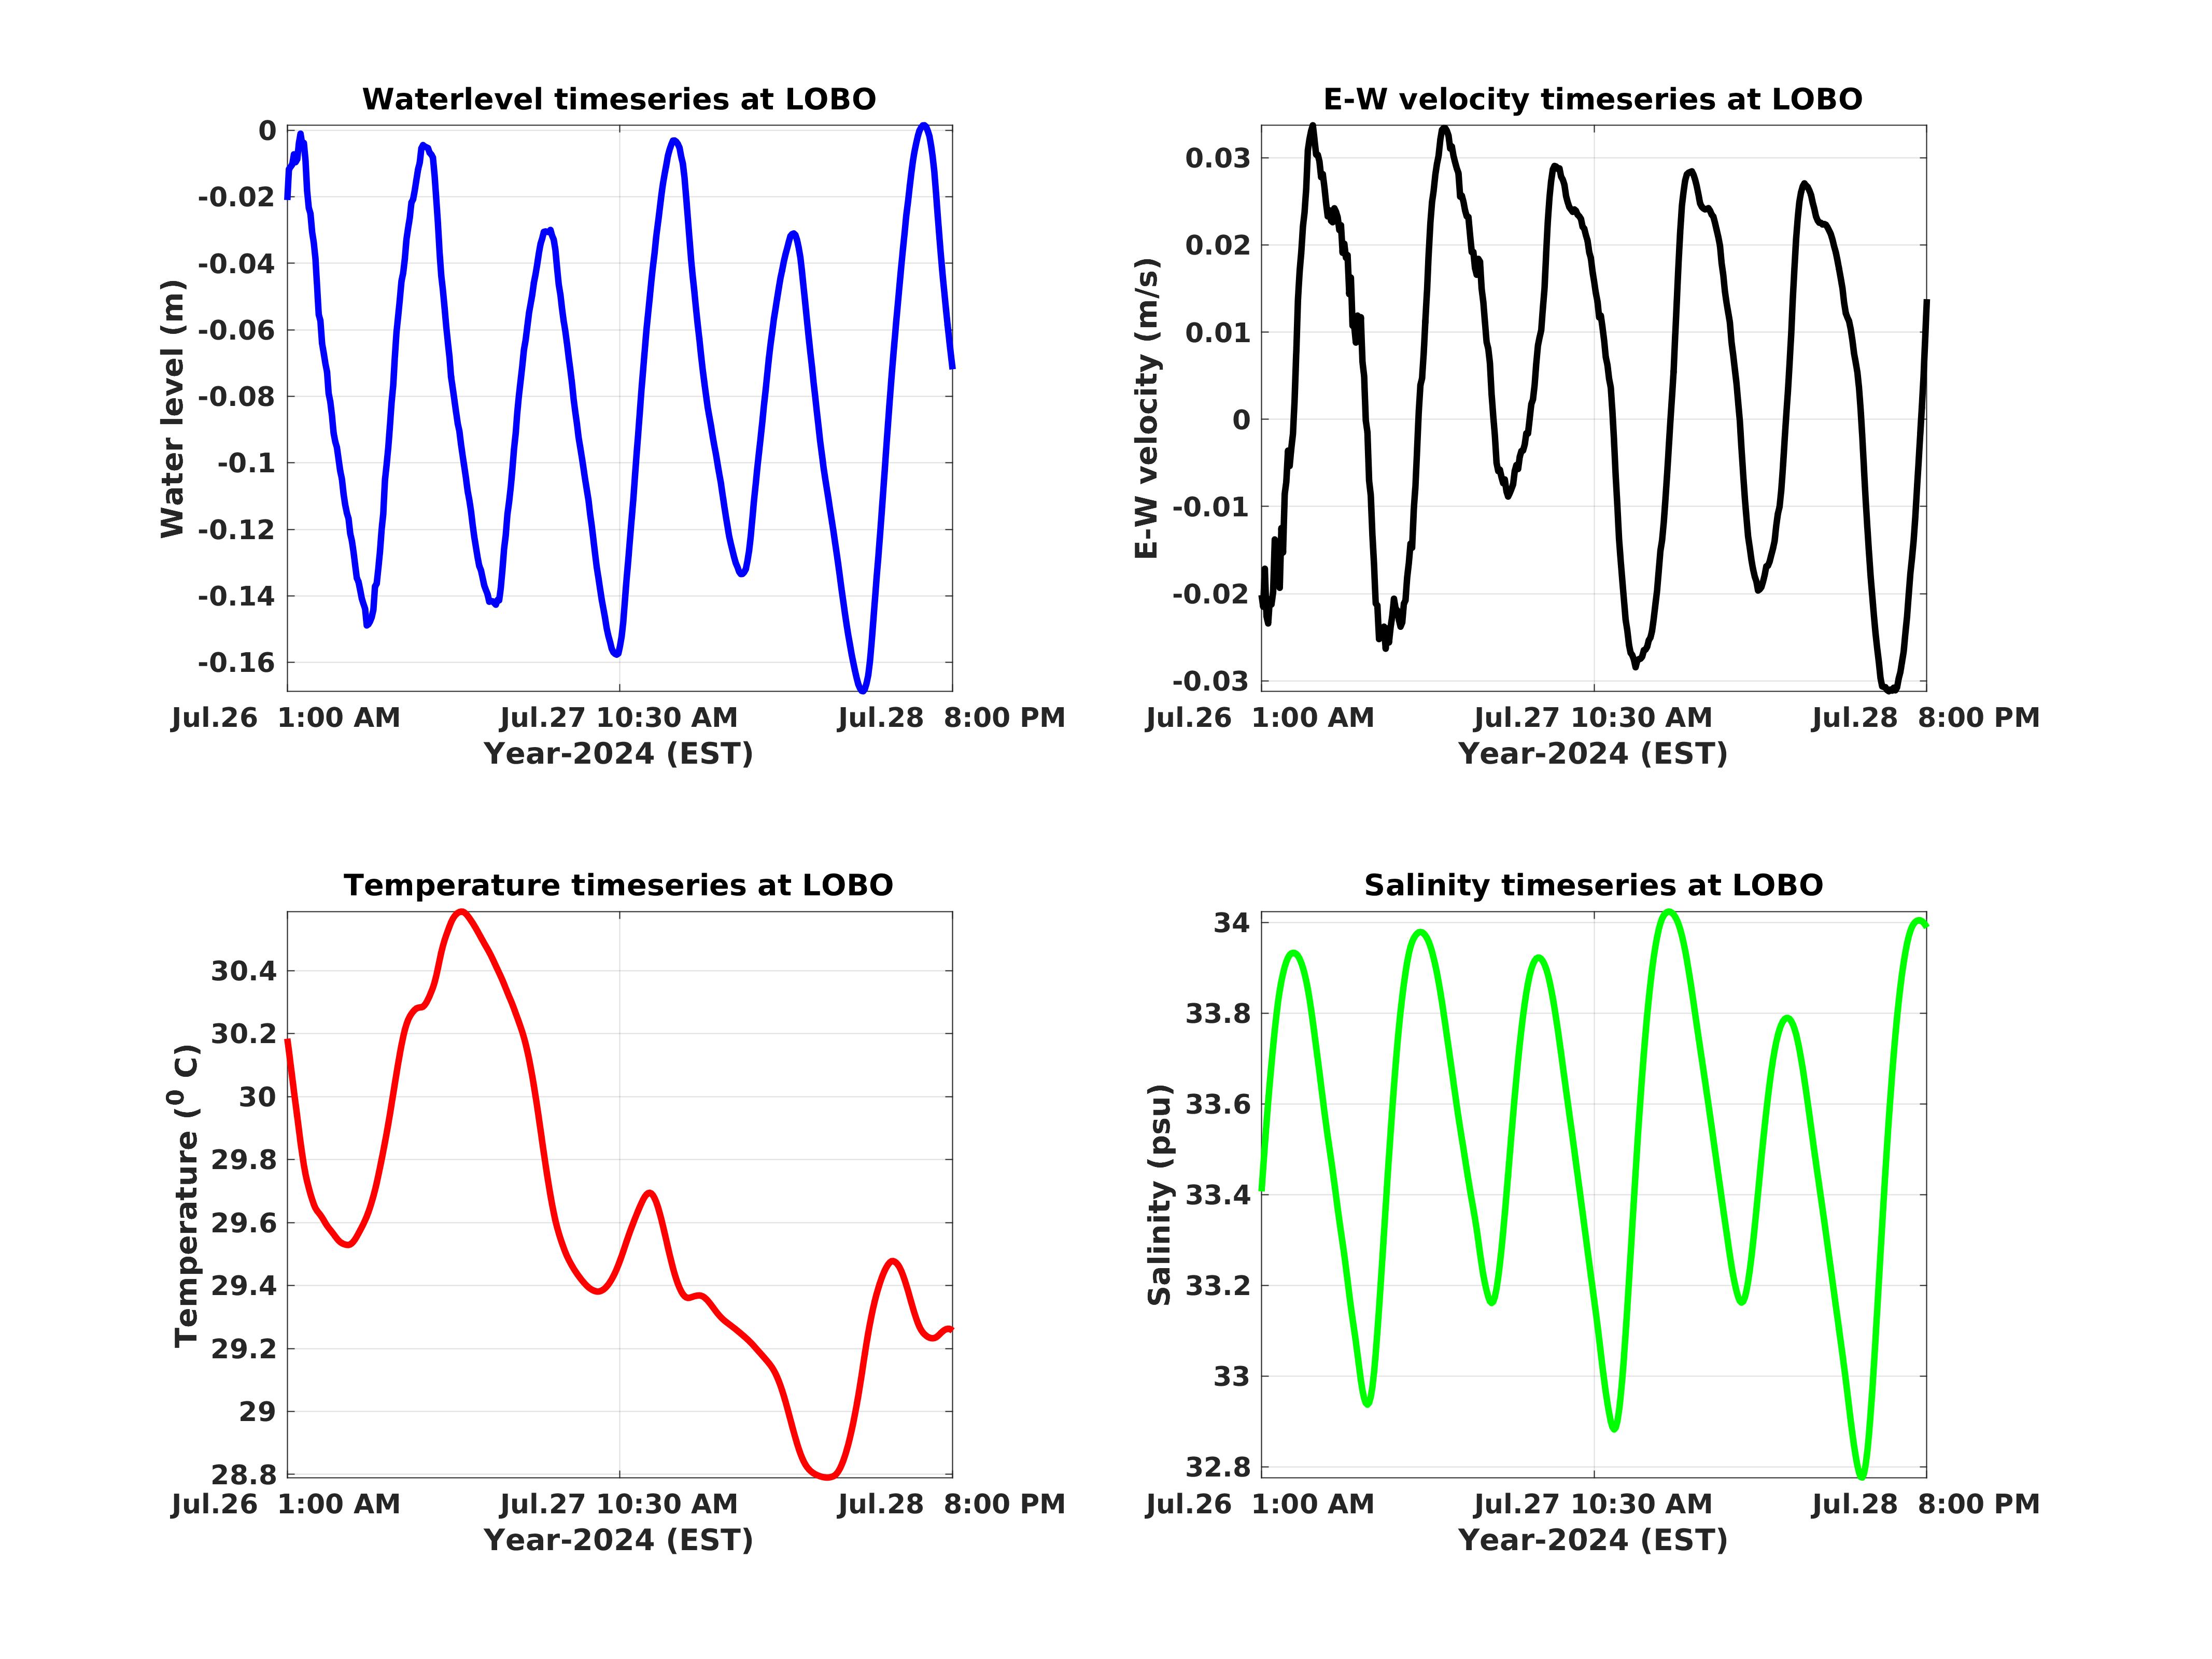 Waterlevel timeseries at LOBO
0
-0.02
-0.04
-0.06
-0.08
-0.1
-0.12
-0.14
-0.16
Water level (m)
Jul.26  1:00 AM
Jul.27 10:30 AM
Jul.28  8:00 PM
Year-2024 (EST)
E-W velocity timeseries at LOBO
0.03
0.02
0.01
0
-0.01
-0.02
-0.03
E-W velocity (m/s)
Jul.26  1:00 AM
Jul.27 10:30 AM
Jul.28  8:00 PM
Year-2024 (EST)
Temperature timeseries at LOBO
30.4
30.2
30
29.8
29.6
29.4
29.2
29
28.8
Temperature (⁰ C)
Jul.26  1:00 AM
Jul.27 10:30 AM
Jul.28  8:00 PM
Year-2024 (EST)
Salinity timeseries at LOBO
34
33.8
33.6
33.4
33.2
33
32.8
Salinity (psu)
Jul.26  1:00 AM
Jul.27 10:30 AM
Jul.28  8:00 PM
Year-2024 (EST)